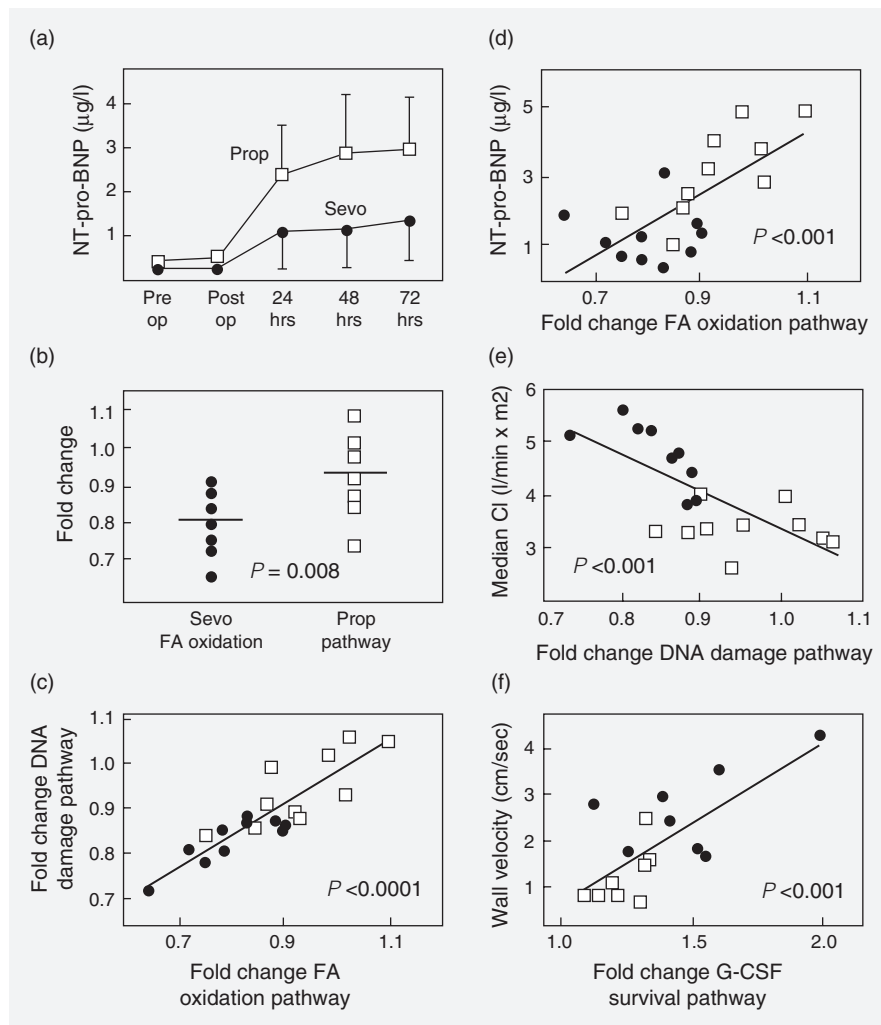 (a)
NT-pro-BNP (µg/l)
4
3
2
1
Prop
Sevo
Pre op
Post op
24 hrs
48 hrs
72 hrs
(b)
Fold change
1.1
1.0
0.9
0.8
0.7
P = 0.008
Sevo
Prop
FA oxidation
pathway
(c)
Fold change DNA
damage pathway
1.1
1.0
0.9
0.8
0.7
P <0.0001
0.7 0.9 1.1
Fold change FA
oxidation pathway
(d)
NT-pro-BNP (µg/l)
5
3
1
P <0.001
0.7 0.9 1.1
Fold change FA oxidation pathway
(e)
Median CI (l/min x m2)
6
5
4
3
P <0.001
0.7 0.8 0.9 1.0 1.1
Fold change DNA damage pathway
(f)
Wall velocity (cm/sec)
4
3
2
1
P <0.001
1.0 1.5 2.0
Fold change G-CSF
survival pathway